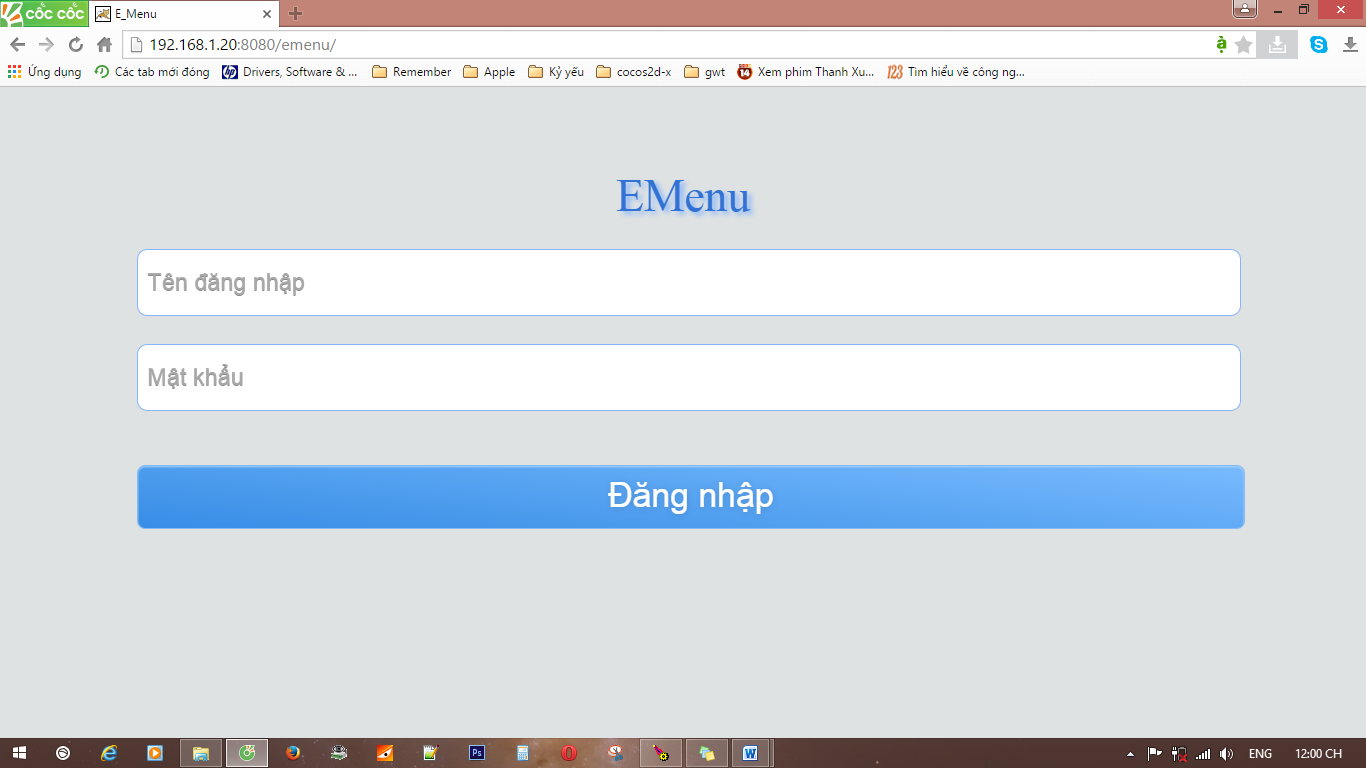 cốc cốc
E_Menu
192.168.1.20:8080/emenu/
Ứng dụng
Các tab mới đóng
Drivers, Software & ...
Remember
Apple
Kỷ yếu
cocos2d-x
gwt
Xem phim Thanh Xu...
Tìm hiểu về công ng...
EMenu
Tên đăng nhập
Mật khẩu
Đăng nhập
ENG
12:00 CH